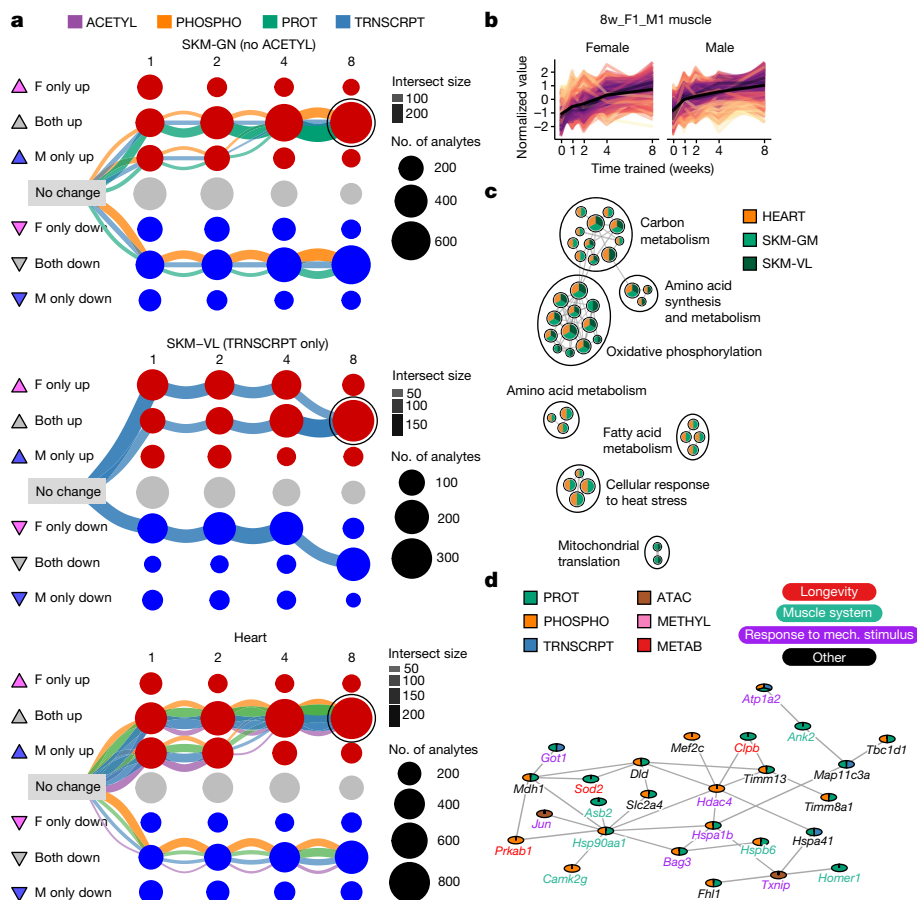 a
ACETYL PHOSPHO PROT TRNSCRPT
SKM-GN (no ACETYL)
1 2 4 8
F only up
Both up
M only up
No change
F only down
Both down
M only down
Intersect size
100
200
No. of analytes
200
400
600
SKM–VL (TRNSCRPT only)
1 2 4 8
F only up
Both up
M only up
No change
F only down
Both down
M only down
Intersect size
50
100
150
No. of analytes
100
200
300
Heart
1 2 4 8
F only up
Both up
M only up
No change
F only down
Both down
M only down
Intersect size
50
100
150
200
No. of analytes
200
400
600
800
b
8w_F1_M1 muscle
Female Male
Normalized value
2
1
0
−1
−2
0 1 2 4 8 0 1 2 4 8
Time trained (weeks)
c
HEART
SKM-GM
SKM-VL
Carbon
metabolism
Amino acid
synthesis
and metabolism
Oxidative phosphorylation
Amino acid metabolism
Fatty acid
metabolism
Cellular response
to heat stress
Mitochondrial
translation
d
PROT ATAC
PHOSPHO METHYL
TRNSCRPT METAB
Longevity
Muscle system
Response to mech. stimulus
Other
Atp1a2
Ank2
Tbc1d1
Got1
Mef2c
Clpb
Map11c3a
Mdh1
Sod2
Dld
Timm13
Slc2a4
Hdac4
Timm8a1
Asb2
Jun
Hsp90aa1
Hspa1b
Hspa41
Prkab1
Bag3
Hspb6
Camk2g
Fhl1
Txnip
Homer1